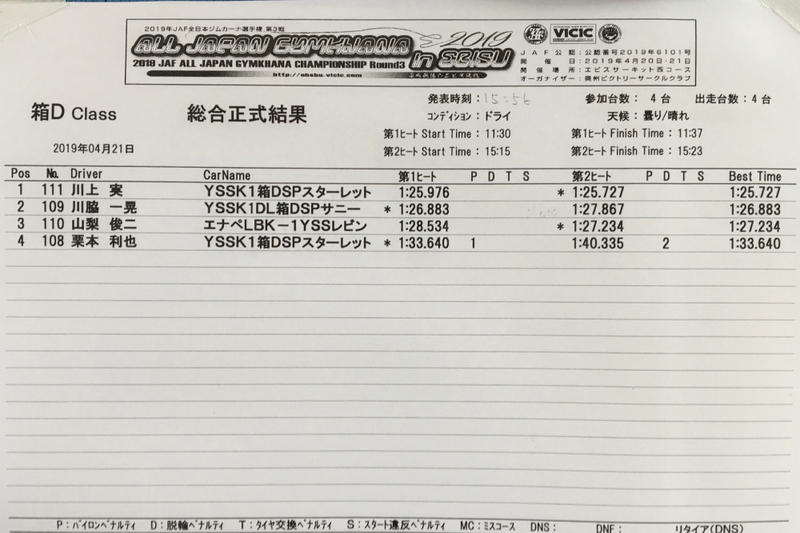 2019年JAF全日本ジムカーナ選手権 第3戦
ALL JAPAN GYMKHANA in EBISU 2019
2019 JAF ALL JAPAN GYMKHANA CHAMPIONSHIP Round3
VICIC
JAF公認：公認番号2019年6101号
開催日：2019年4月20日・21日
開催場所：エビスサーキット西コース
オーガナイザー：奥州ビクトリーサークルクラブ
箱D Class 総合正式結果
発表時刻：15:56 参加台数： 4 台 出走台数：4 台
コンディション：ドライ 天候：曇り/晴れ
2019年04月21日
第1ヒート Start Time：11:30 第1ヒート Finish Time：11:37
第2ヒート Start Time：15:15 第2ヒート Finish Time：15:23
Pos No. Driver CarName 第1ヒート P D T S 第2ヒート P D T S Best Time
1 111 川上 実 YSSK1箱DSPスターレット 1:25.976 * 1:25.727 1:25.727
2 109 川脇 一晃 YSSK1DL箱DSPサニー * 1:26.883 1:27.867 1:26.883
3 110 山梨 俊二 エナペLBK－1YSSレビン 1:28.534 * 1:27.234 1:27.234
4 108 栗本 利也 YSSK1箱DSPスターレット * 1:33.640 1 1:40.335 2 1:33.640
P：パイロンペナルティ D：脱輪ペナルティ T：タイヤ交換ペナルティ S：スタート違反ペナルティ MC：ミスコース DNS： DNF： リタイア(DNS)